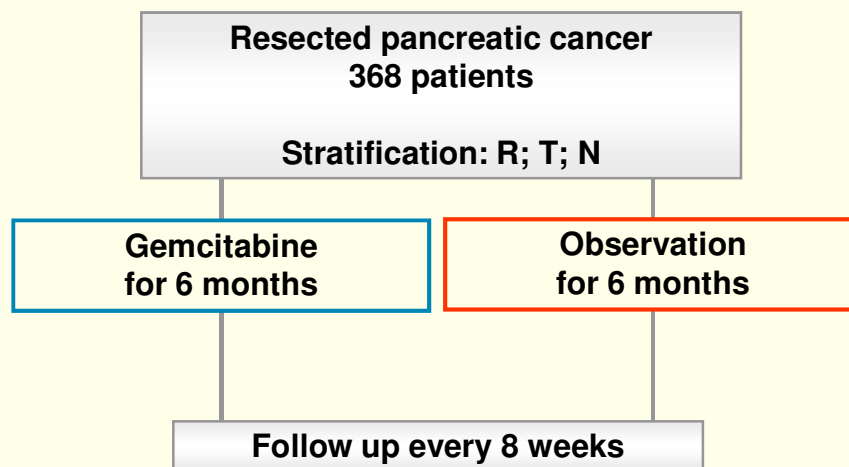 Resected pancreatic cancer
368 patients
Stratification: R; T; N
Gemcitabine
for 6 months
Observation
for 6 months
Follow up every 8 weeks